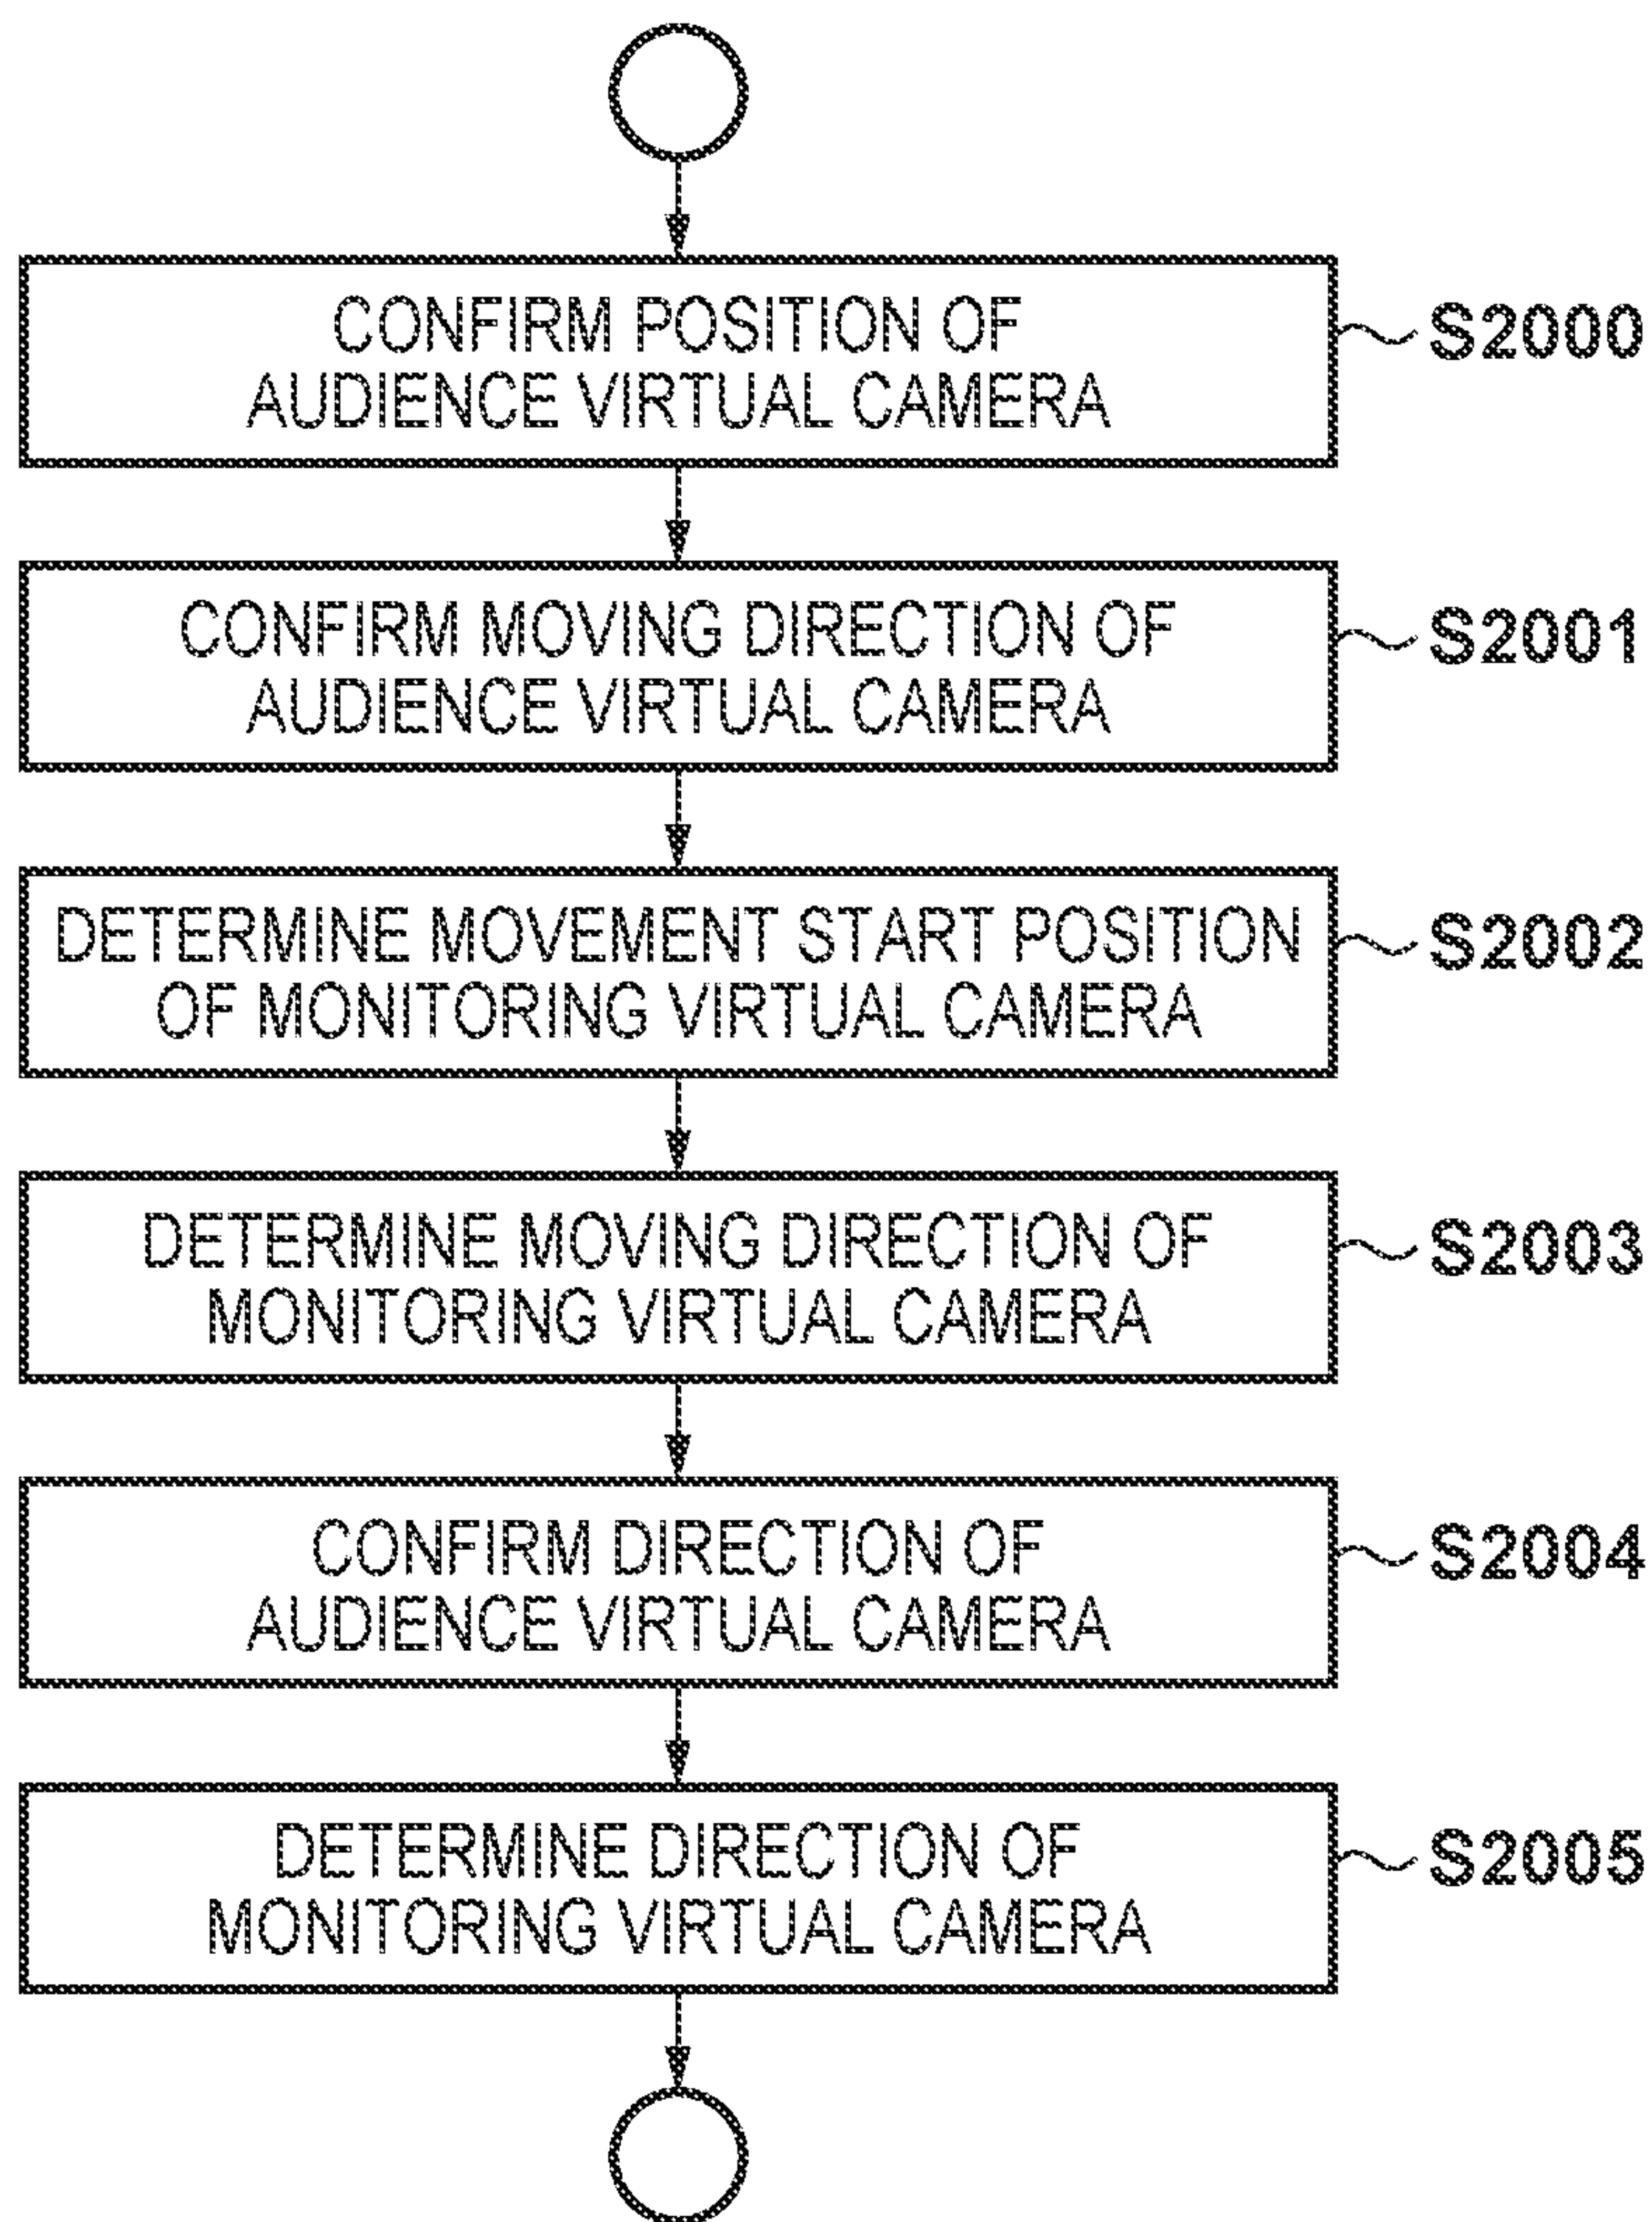 CONFIRM POSITION OF
AUDIENCE VIRTUAL CAMERA
S2000
CONFIRM MOVING DIRECTION OF
AUDIENCE VIRTUAL CAMERA
S2001
DETERMINE MOVEMENT START POSITION
OF MONITORING VIRTUAL CAMERA
S2002
DETERMINE MOVING DIRECTION OF
MONITORING VIRTUAL CAMERA
S2003
CONFIRM DIRECTION OF
AUDIENCE VIRTUAL CAMERA
S2004
DETERMINE DIRECTION OF
MONITORING VIRTUAL CAMERA
S2005